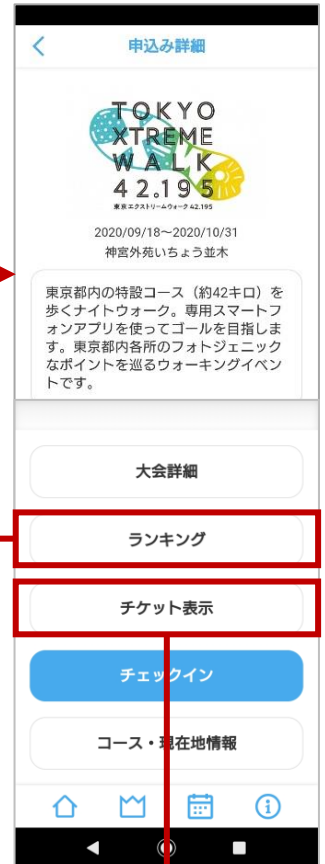 申込み詳細
TOKYO
XTREME
WALK
42.195
東京エクストリームウォーク 42.195
2020/09/18〜2020/10/31
神宮外苑いちょう並木
東京都内の特設コース（約42キロ）を
歩くナイトウォーク。専用スマートフ
ォンアプリを使ってゴールを目指しま
す。東京都内各所のフォトジェニック
なポイントを巡るウォーキングイベン
トです。
大会詳細
ランキング
チケット表示
チェックイン
コース・現在地情報